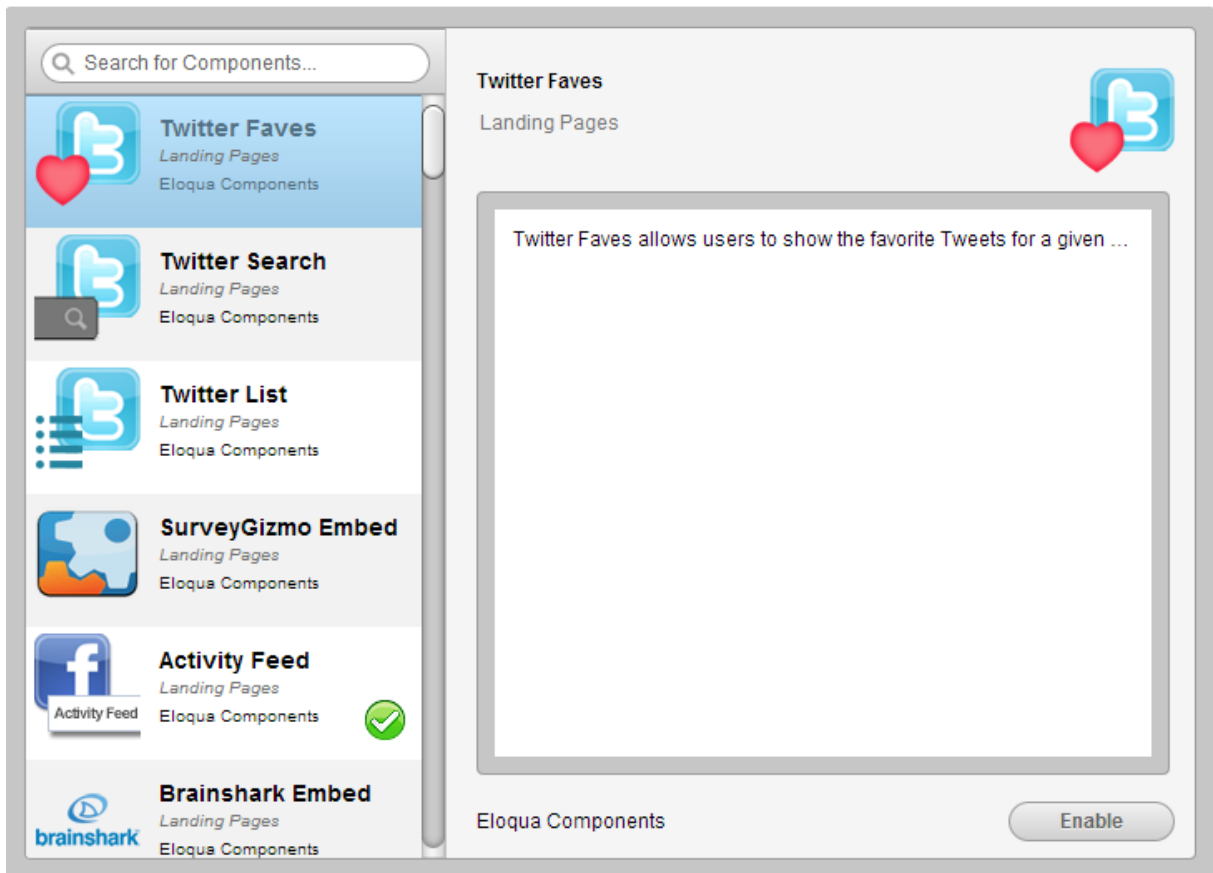 Search for Components...
Twitter Faves
Landing Pages
Eloqua Components
Twitter Search
Landing Pages
Eloqua Components
Twitter List
Landing Pages
Eloqua Components
SurveyGizmo Embed
Landing Pages
Eloqua Components
Activity Feed
Activity Feed
Landing Pages
Eloqua Components
brainshark
Brainshark Embed
Landing Pages
Eloqua Components
Twitter Faves
Landing Pages
Twitter Faves allows users to show the favorite Tweets for a given ...
Eloqua Components
Enable